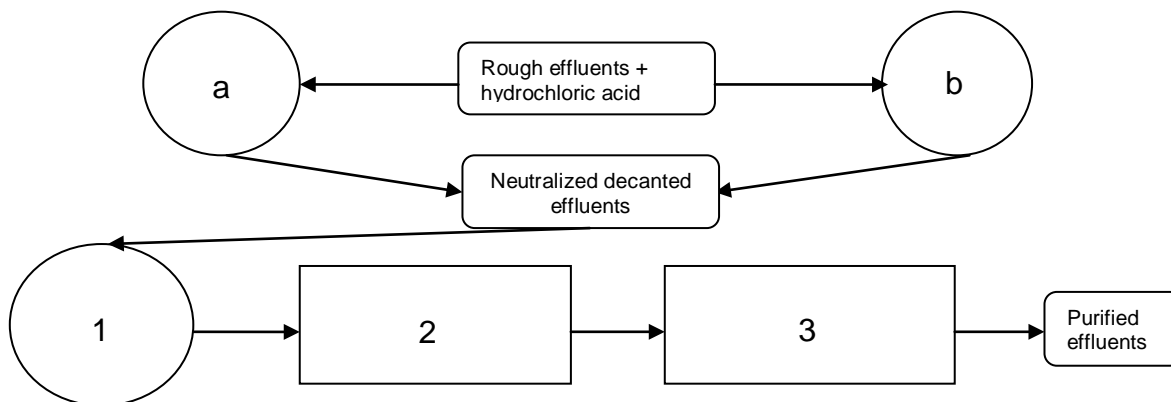 a
Rough effluents +
hydrochloric acid
b
Neutralized decanted
effluents
1
2
3
Purified
effluents